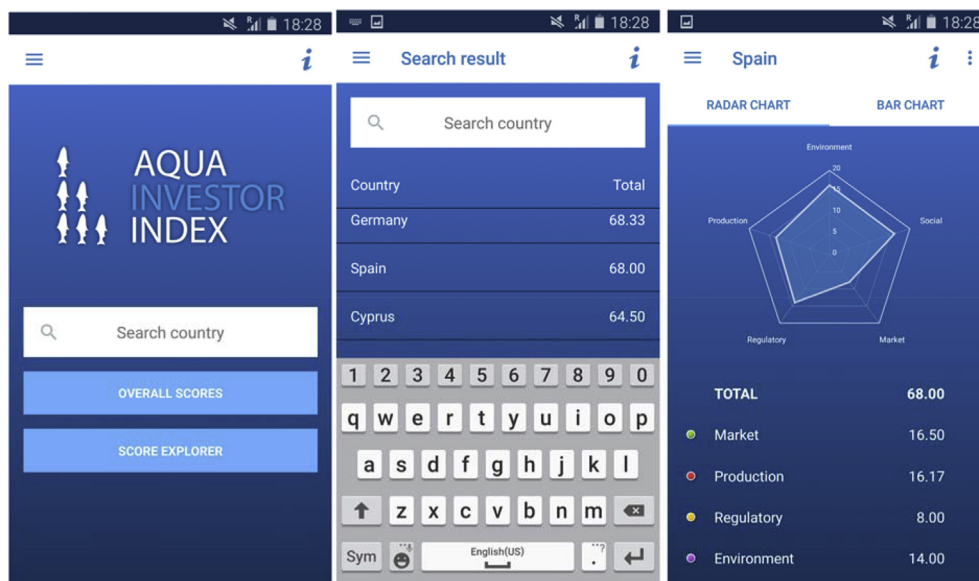 18:28
AQUA
INVESTOR
INDEX
Search country
OVERALL SCORES
SCORE EXPLORER
18:28
Search result
Search country
Country Total
Germany 68.33
Spain 68.00
Cyprus 64.50
1 2 3 4 5 6 7 8 9 0
q w e r t y u i o p
a s d f g h j k l
z x c v b n m
Sym English(US) .
18:28
Spain
RADAR CHART BAR CHART
Environment
20
15
10
5
0
Production Social
Regulatory Market
TOTAL 68.00
Market 16.50
Production 16.17
Regulatory 8.00
Environment 14.00